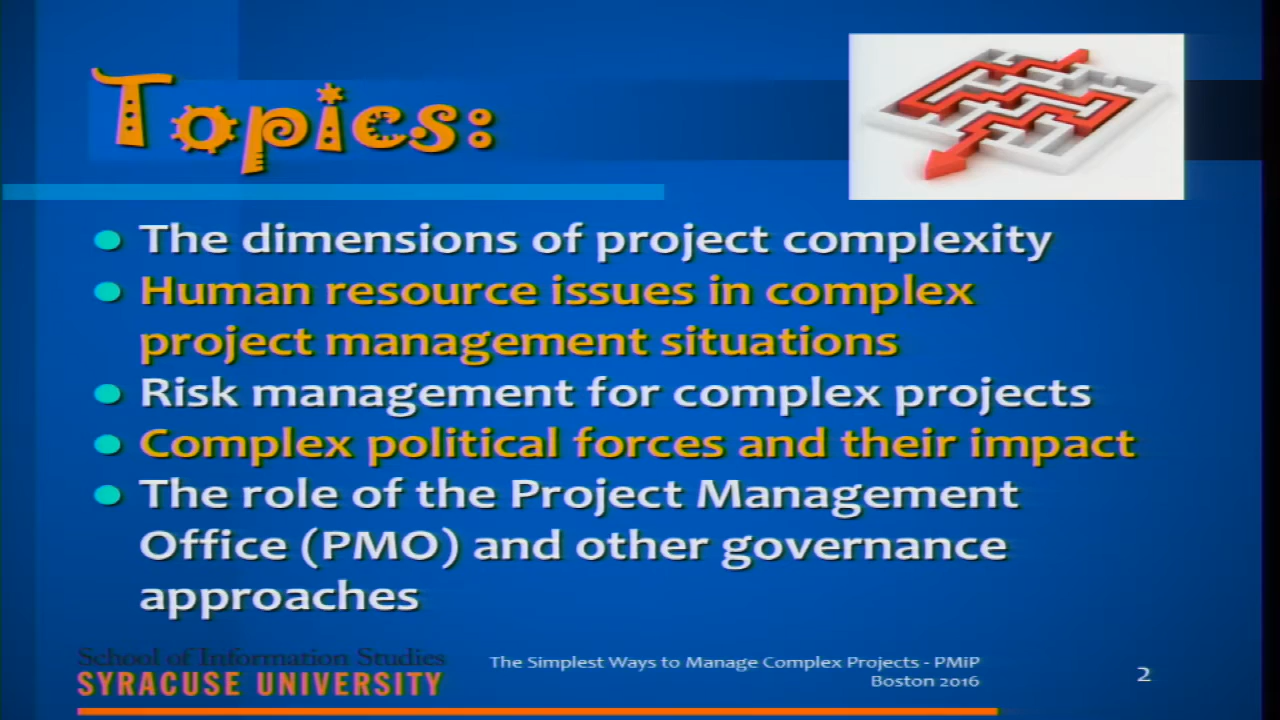 Topics:
The dimensions of project complexity
Human resource issues in complex
project management situations
Risk management for complex projects
Complex political forces and their impact
The role of the Project Management
Office (PMO) and other governance
approaches
School of Information Studies
SYRACUSE UNIVERSITY
The Simplest Ways to Manage Complex Projects - PMiP
Boston 2016
2